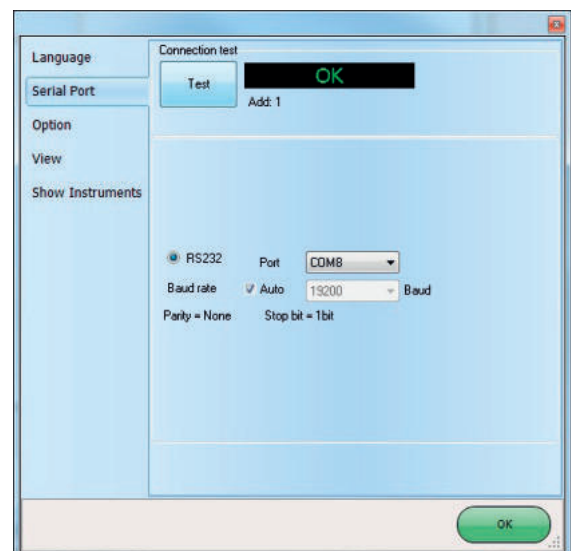 Language
Serial Port
Option
View
Show Instruments
Connection test
Test
OK
Add: 1
RS232 Port COM8
Baud rate Auto 19200 Baud
Parity = None Stop bit = 1bit
OK